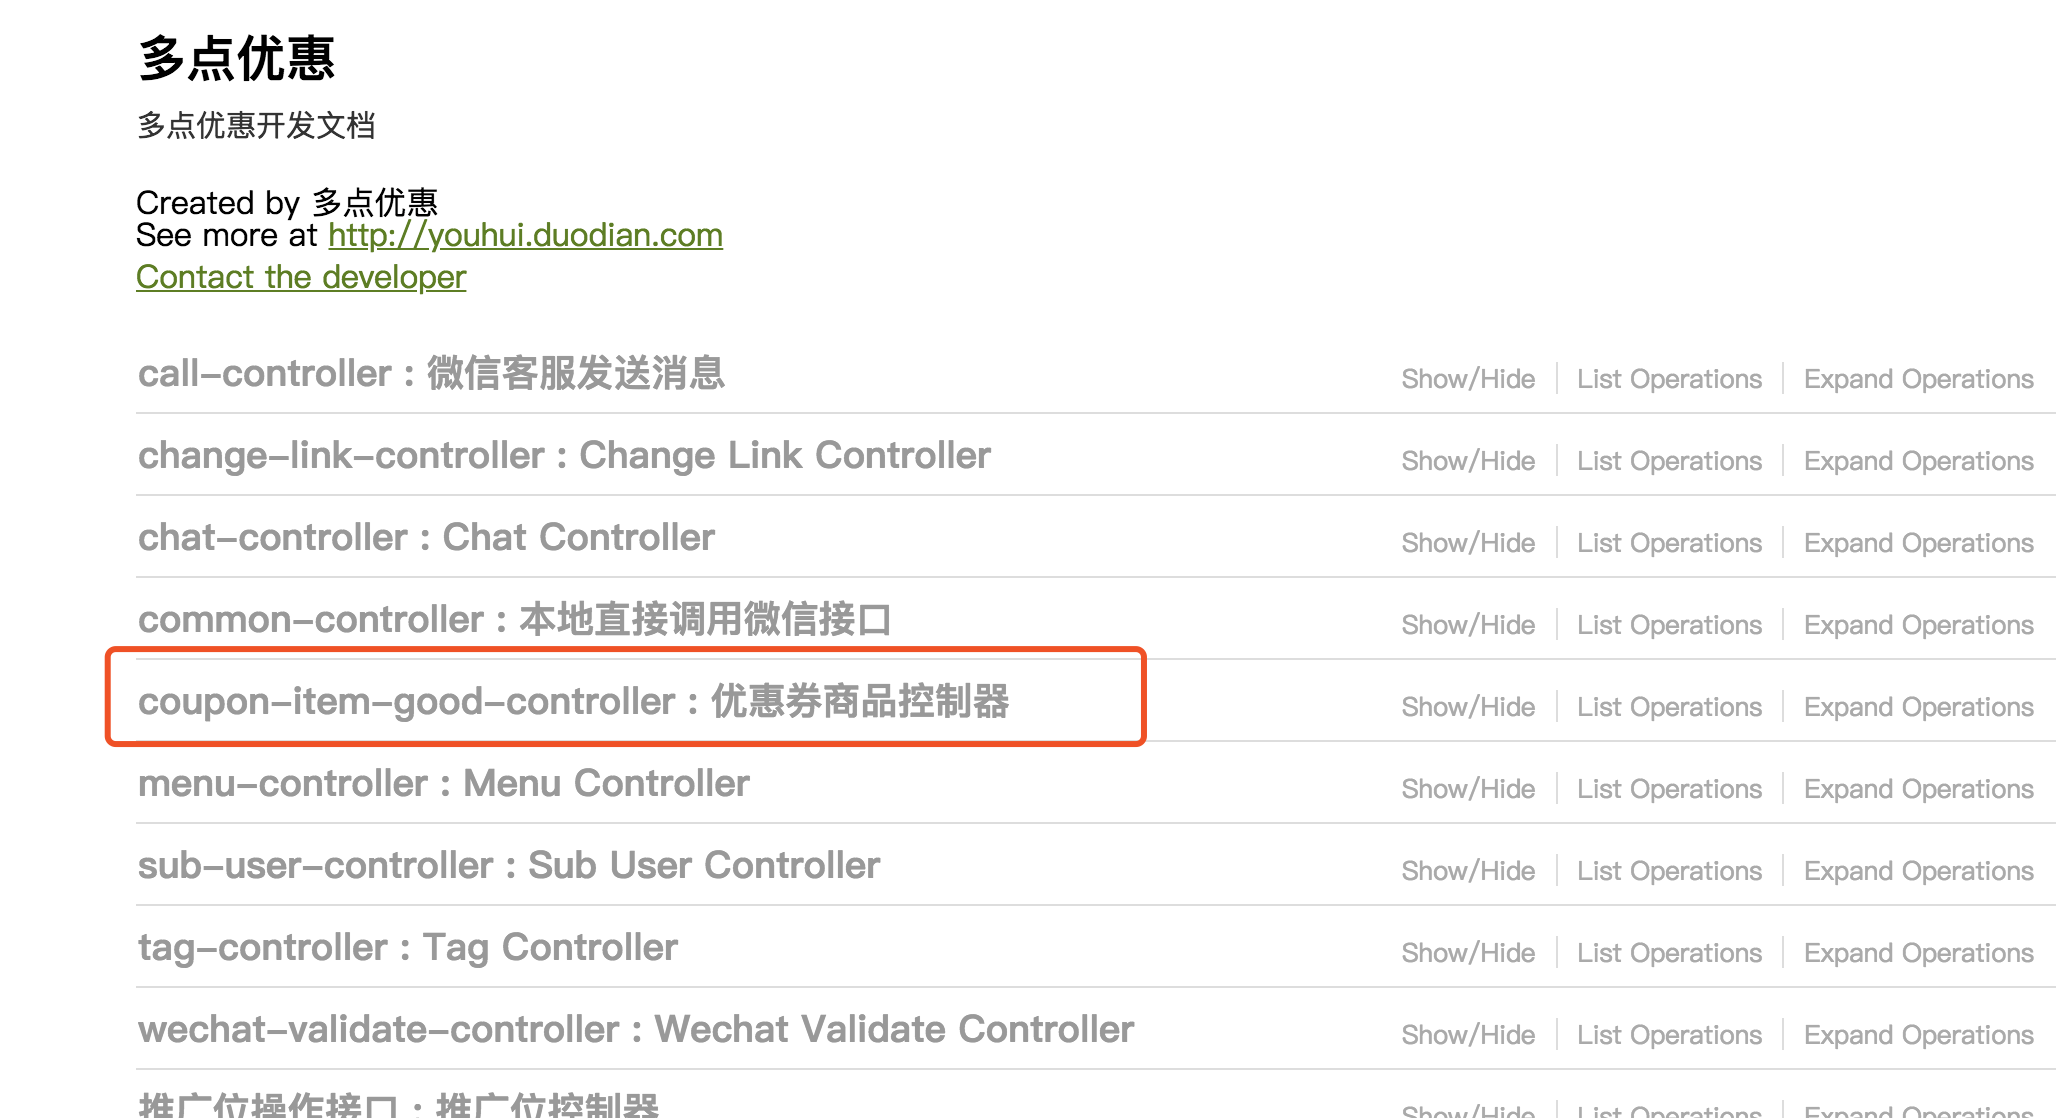 多点优惠
多点优惠开发文档
Created by 多点优惠
See more at http://youhui.duodian.com
Contact the developer
call-controller : 微信客服发送消息 Show/Hide List Operations Expand Operations
change-link-controller : Change Link Controller Show/Hide List Operations Expand Operations
chat-controller : Chat Controller Show/Hide List Operations Expand Operations
common-controller : 本地直接调用微信接口 Show/Hide List Operations Expand Operations
coupon-item-good-controller : 优惠券商品控制器 Show/Hide List Operations Expand Operations
menu-controller : Menu Controller Show/Hide List Operations Expand Operations
sub-user-controller : Sub User Controller Show/Hide List Operations Expand Operations
tag-controller : Tag Controller Show/Hide List Operations Expand Operations
wechat-validate-controller : Wechat Validate Controller Show/Hide List Operations Expand Operations
推广位操作接口 : 推广位控制器 Show/Hide List Operations Expand Operations